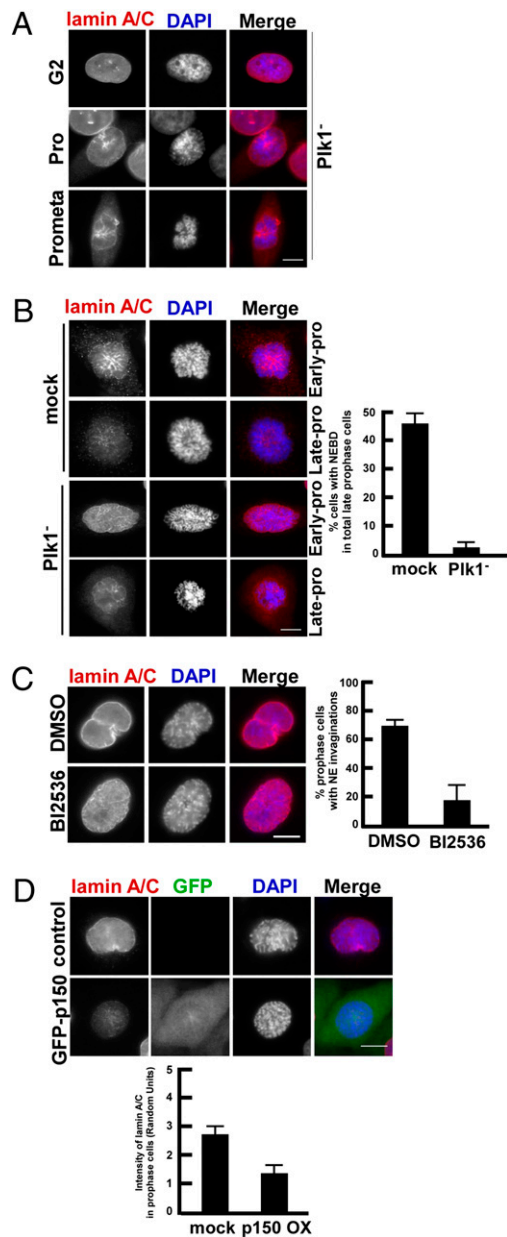 A
lamin A/C DAPI Merge
G2
Pro
Prometa
Plk1-
B
lamin A/C DAPI Merge
mock
Plk1-
Early-pro
Late-pro
Early-pro
Late-pro
% cells with NEBD
in total late prophase cells
50
40
30
20
10
0
mock Plk1-
C
lamin A/C DAPI Merge
DMSO
BI2536
% prophase cells
with NE invaginations
100
80
60
40
20
0
DMSO BI2536
D
lamin A/C GFP DAPI Merge
control
GFP-p150
Intensity of lamin A/C
in prophase cells (Random Units)
5
4
3
2
1
0
mock p150 OX